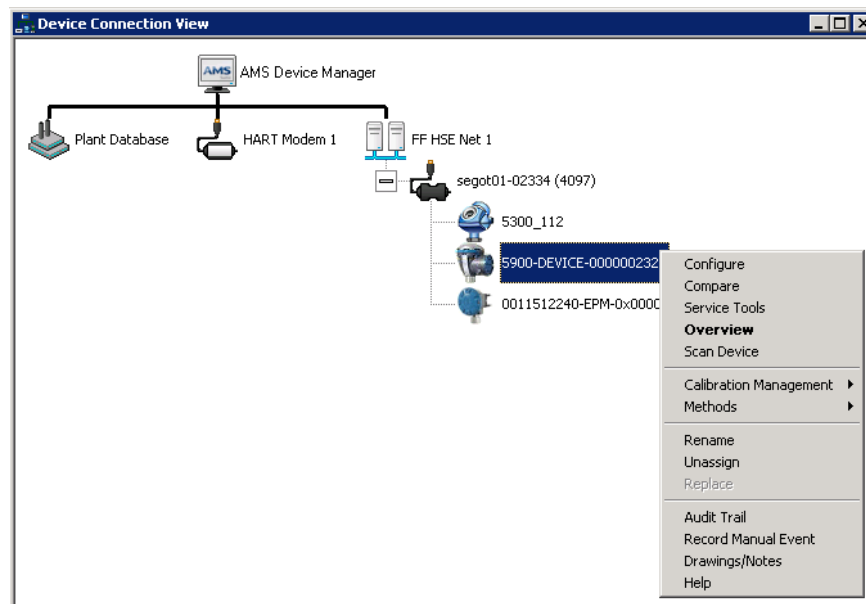 Device Connection View
AMS
AMS Device Manager
Plant Database
HART Modem 1
FF HSE Net 1
segot01-02334 (4097)
5300_112
5900-DEVICE-000000232
0011512240-EPM-0x0000
Configure
Compare
Service Tools
Overview
Scan Device
Calibration Management
Methods
Rename
Unassign
Replace
Audit Trail
Record Manual Event
Drawings/Notes
Help